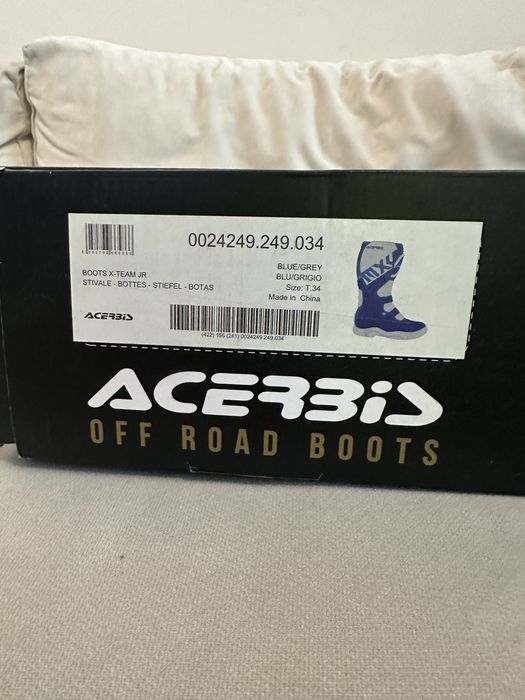 0024249.249.034
BOOTS X-TEAM JR
STIVALE - BOTTES - STIEFEL - BOTAS
BLUE/GREY
BLU/GRIGIO
Size: T.34
Made in China
ACERBIS
(422) 156 (241) 0024249.249.034
ACERBIS
OFF ROAD BOOTS